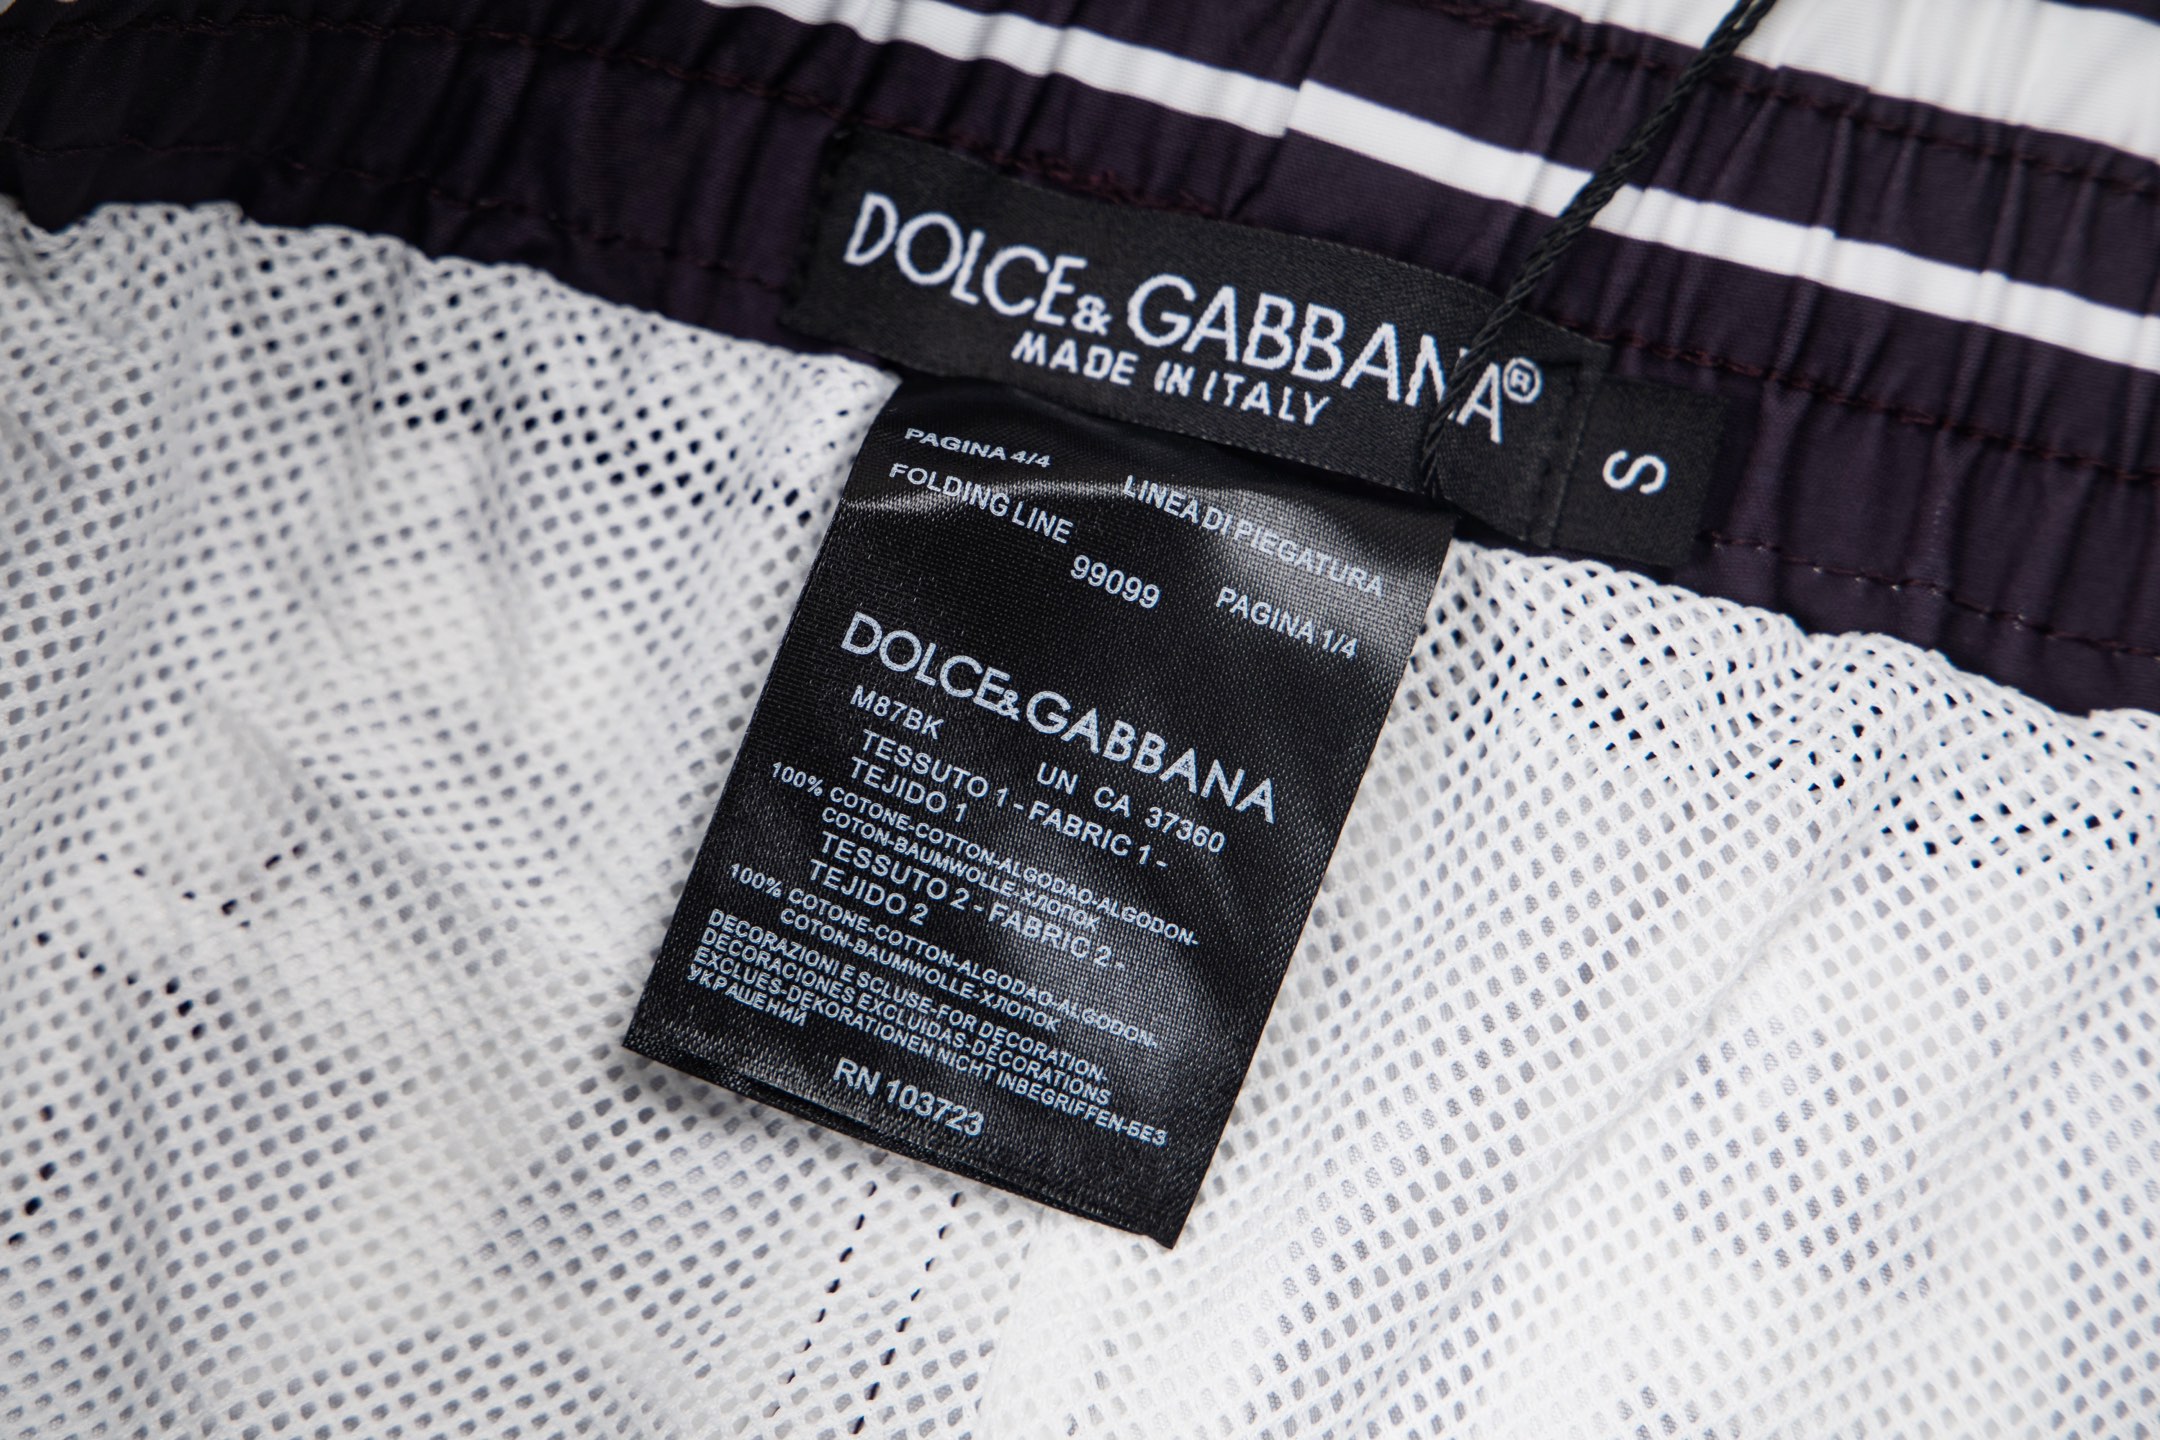 DOLCE & GABBANA®
MADE IN ITALY
S
PAGINA 4/4
FOLDING LINE
LINEA DI PIEGATURA
99099
PAGINA 1/4
DOLCE&GABBANA
M87BK
UN CA 37360
TESSUTO 1 - FABRIC 1 -
TEJIDO 1
100% COTONE-COTTON-ALGODAO-ALGODON-
COTON-BAUMWOLLE-ХЛОПОК
TESSUTO 2 - FABRIC 2 -
TEJIDO 2
100% COTONE-COTTON-ALGODAO-ALGODON-
COTON-BAUMWOLLE-ХЛОПОК
DECORAZIONI E SCLUSE-FOR DECORATION.
DECORACIONES EXCLUIDAS-DÉCORATIONS
EXCLUES-DEKORATIONEN NICHT INBEGRIFFEN-БЕЗ
УКРАШЕНИЙ
RN 103723